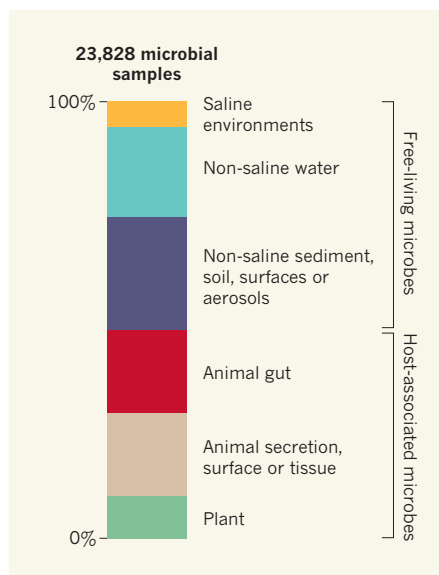 23,828 microbial
samples
100%
Saline
environments
Non-saline water
Non-saline sediment,
soil, surfaces or
aerosols
Free-living microbes
Animal gut
Animal secretion,
surface or tissue
Plant
Host-associated microbes
0%